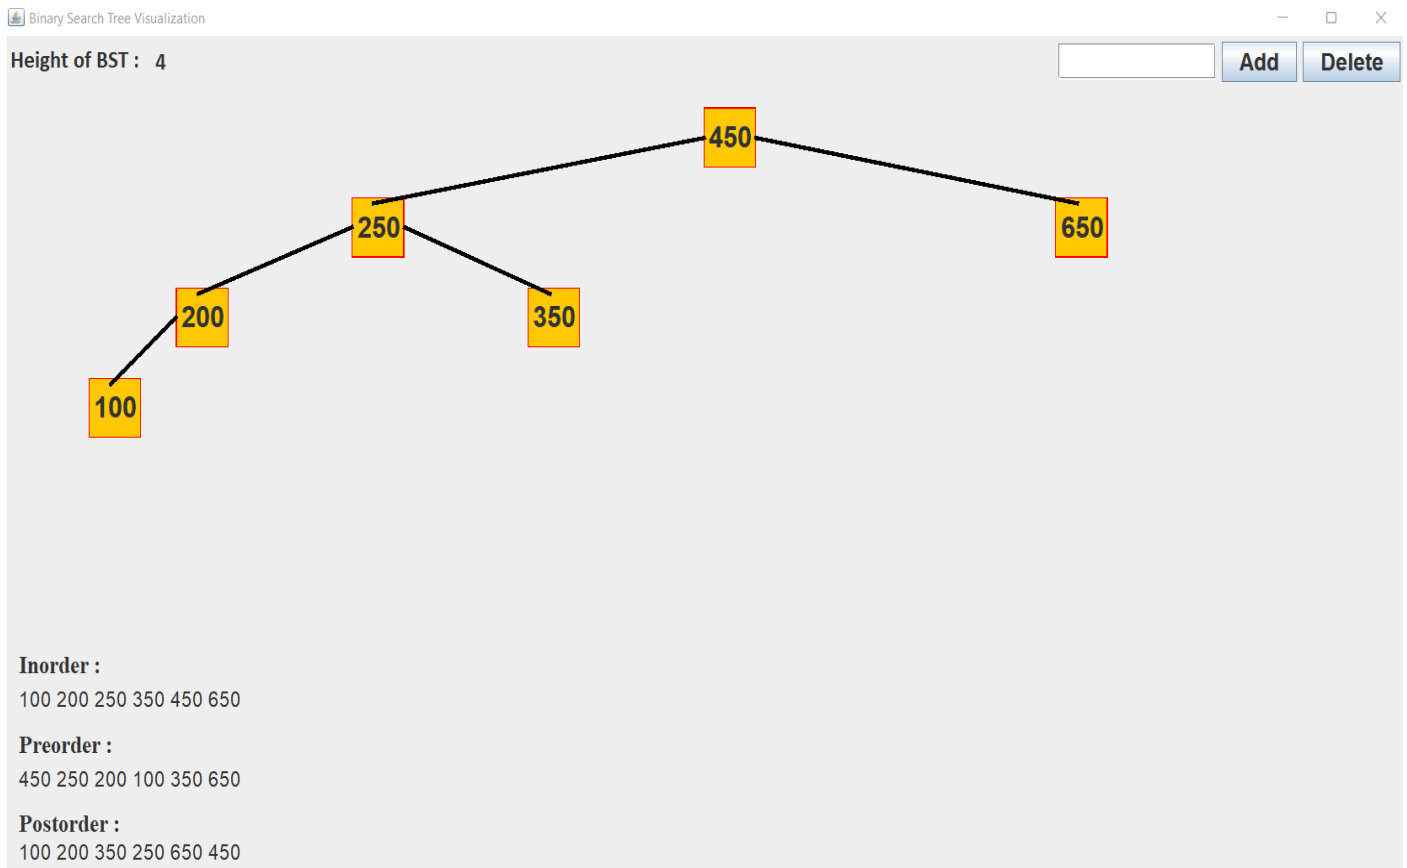 Binary Search Tree Visualization
Height of BST : 4
Add Delete
450
250 650
200 350
100
Inorder :
100 200 250 350 450 650
Preorder :
450 250 200 100 350 650
Postorder :
100 200 350 250 650 450